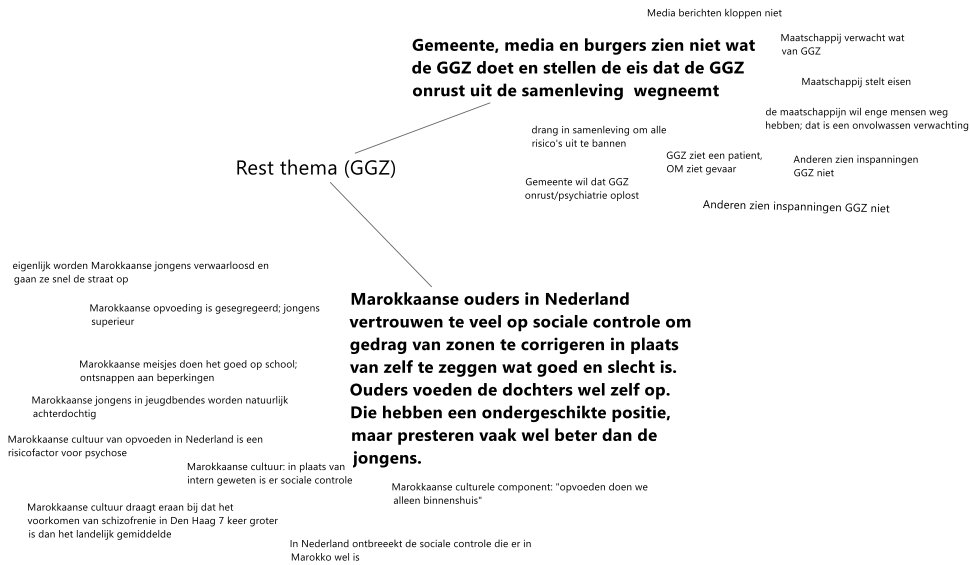 Media berichten kloppen niet
Gemeente, media en burgers zien niet wat
de GGZ doet en stellen de eis dat de GGZ
onrust uit de samenleving wegneemt
Maatschappij verwacht wat
van GGZ
Maatschappij stelt eisen
de maatschappijn wil enge mensen weg
hebben; dat is een onvolwassen verwachting
drang in samenleving om alle
risico's uit te bannen
GGZ ziet een patient,
OM ziet gevaar
Anderen zien inspanningen
GGZ niet
Rest thema (GGZ)
Gemeente wil dat GGZ
onrust/psychiatrie oplost
Anderen zien inspanningen GGZ niet
eigenlijk worden Marokkaanse jongens verwaarloosd en
gaan ze snel de straat op
Marokkaanse opvoeding is gesegregeerd; jongens
superieur
Marokkaanse ouders in Nederland
vertrouwen te veel op sociale controle om
gedrag van zonen te corrigeren in plaats
van zelf te zeggen wat goed en slecht is.
Ouders voeden de dochters wel zelf op.
Die hebben een ondergeschikte positie,
maar presteren vaak wel beter dan de
jongens.
Marokkaanse meisjes doen het goed op school;
ontsnappen aan beperkingen
Marokkaanse jongens in jeugdbendes worden natuurlijk
achterdochtig
Marokkaanse cultuur van opvoeden in Nederland is een
risicofactor voor psychose
Marokkaanse cultuur: in plaats van
intern geweten is er sociale controle
Marokkaanse culturele component: "opvoeden doen we
alleen binnenshuis"
Marokkaanse cultuur draagt eraan bij dat het
voorkomen van schizofrenie in Den Haag 7 keer groter
is dan het landelijk gemiddelde
In Nederland ontbreeekt de sociale controle die er in
Marokko wel is